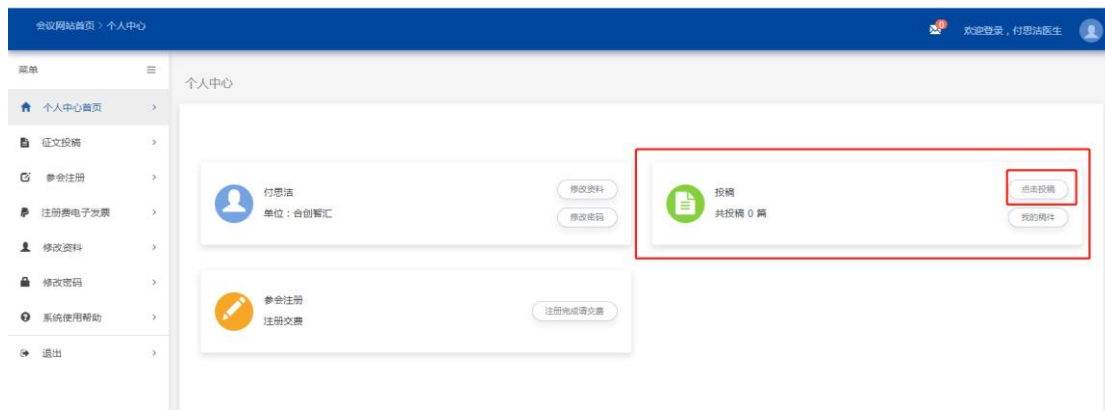 会议网站首页 > 个人中心
0
欢迎登录，付思洁医生
菜单
个人中心首页
征文投稿
参会注册
注册费电子发票
修改资料
修改密码
系统使用帮助
退出
个人中心
付思洁
单位：合创智汇
修改资料
修改密码
投稿
共投稿 0 篇
点击投稿
我的稿件
参会注册
注册交费
注册完成请交费